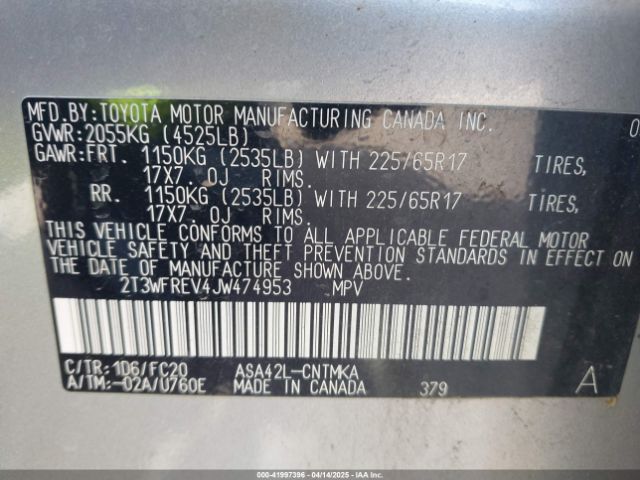 MFD.BY:TOYOTA MOTOR MANUFACTURING CANADA INC. 0
GVWR:2055KG (4525LB)
GAWR:FRT. 1150KG (2535LB) WITH 225/65R17 TIRES,
17X7. 0J RIMS.
RR. 1150KG (2535LB) WITH 225/65R17 TIRES,
17X7. 0J RIMS.
THIS VEHICLE CONFORMS TO ALL APPLICABLE FEDERAL MOTOR
VEHICLE SAFETY AND THEFT PREVENTION STANDARDS IN EFFECT ON
THE DATE OF MANUFACTURE SHOWN ABOVE.
2T3WFREV4JW474953 MPV
C/TR:1D6/FC20 ASA42L-CNTMKA
A/TM:-02A/U760E MADE IN CANADA 379 A
000-41997396 - 04/14/2025 - IAA Inc.